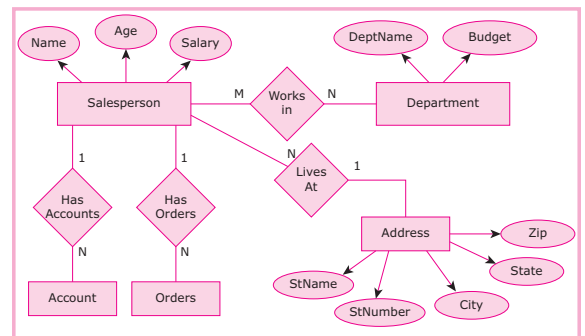 Name
Age
Salary
DeptName
Budget
Salesperson
M
Works
in
N
Department
1
1
N
Lives
At
1
Has
Accounts
Has
Orders
N
N
Address
Zip
State
StName
StNumber
City
Account
Orders